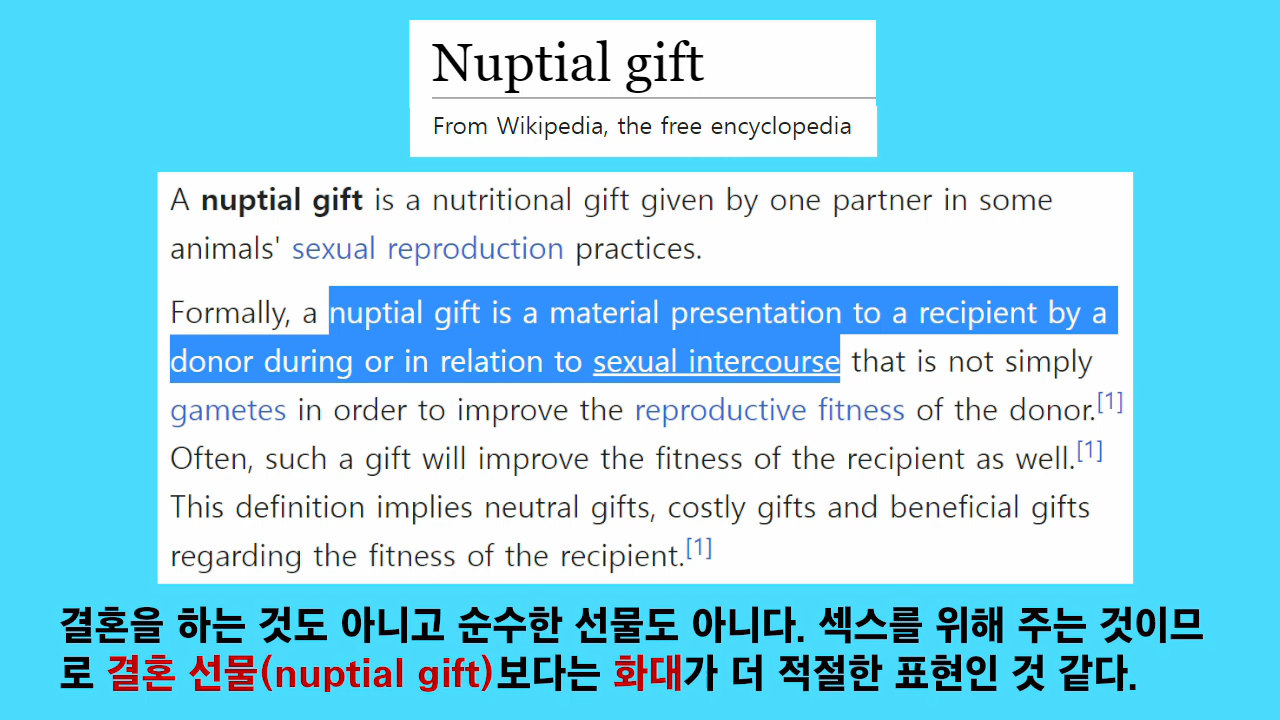 Nuptial gift
From Wikipedia, the free encyclopedia
A nuptial gift is a nutritional gift given by one partner in some
animals' sexual reproduction practices.
Formally, a nuptial gift is a material presentation to a recipient by a
donor during or in relation to sexual intercourse that is not simply
gametes in order to improve the reproductive fitness of the donor.[1]
Often, such a gift will improve the fitness of the recipient as well.[1]
This definition implies neutral gifts, costly gifts and beneficial gifts
regarding the fitness of the recipient.[1]
결혼을 하는 것도 아니고 순수한 선물도 아니다. 섹스를 위해 주는 것이므
로 결혼 선물(nuptial gift)보다는 화대가 더 적절한 표현인 것 같다.